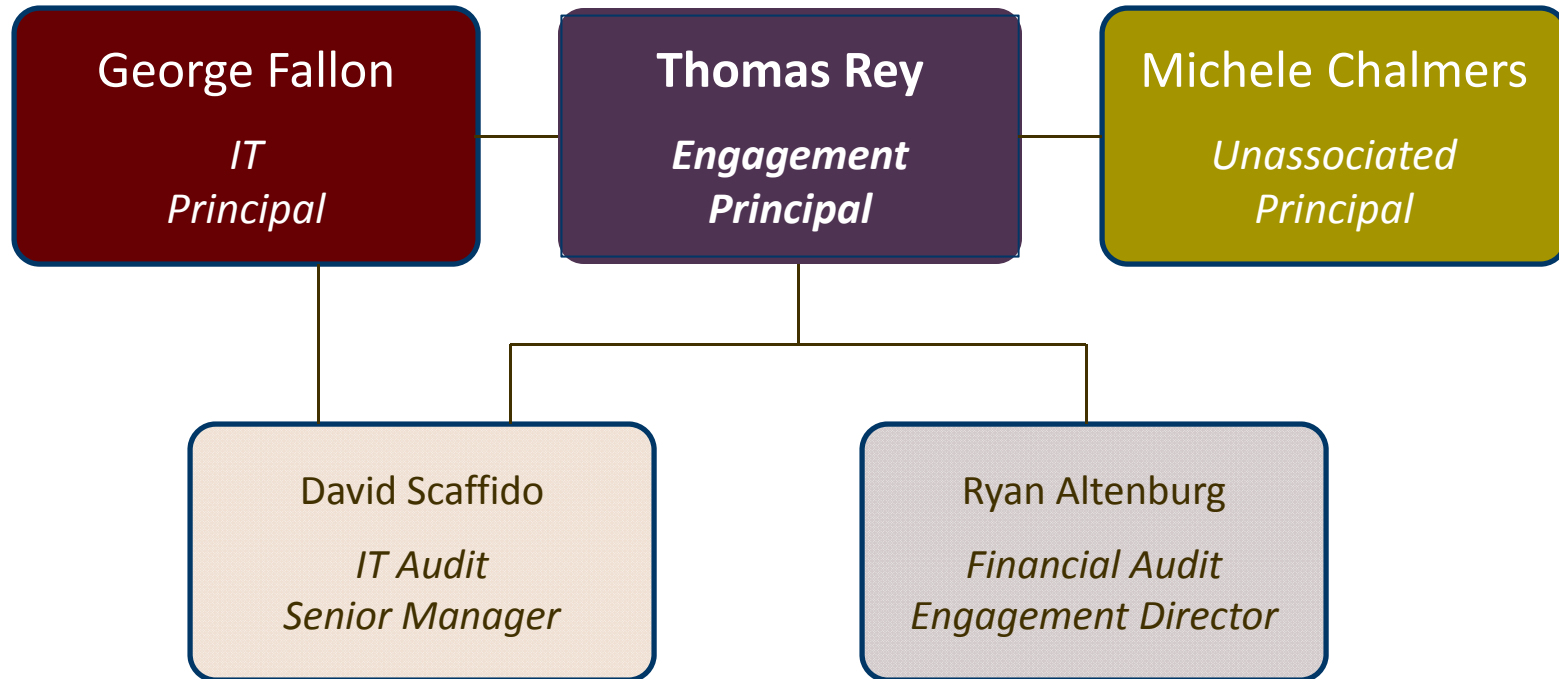 George Fallon
IT
Principal
Thomas Rey
Engagement
Principal
Michele Chalmers
Unassociated
Principal
David Scaffido
IT Audit
Senior Manager
Ryan Altenburg
Financial Audit
Engagement Director